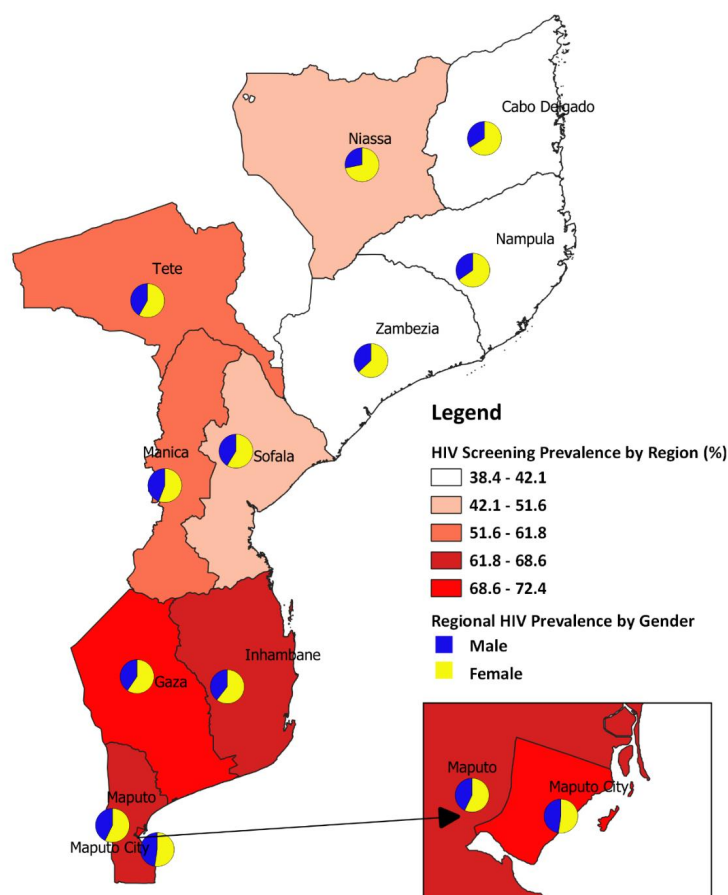 Cabo Delgado
Niassa
Nampula
Tete
Zambezia
Legend
HIV Screening Prevalence by Region (%)
38.4 - 42.1
42.1 - 51.6
51.6 - 61.8
61.8 - 68.6
68.6 - 72.4
Regional HIV Prevalence by Gender
Male
Female
Manica
Sofala
Inhambane
Gaza
Maputo
Maputo City
Maputo
Maputo City